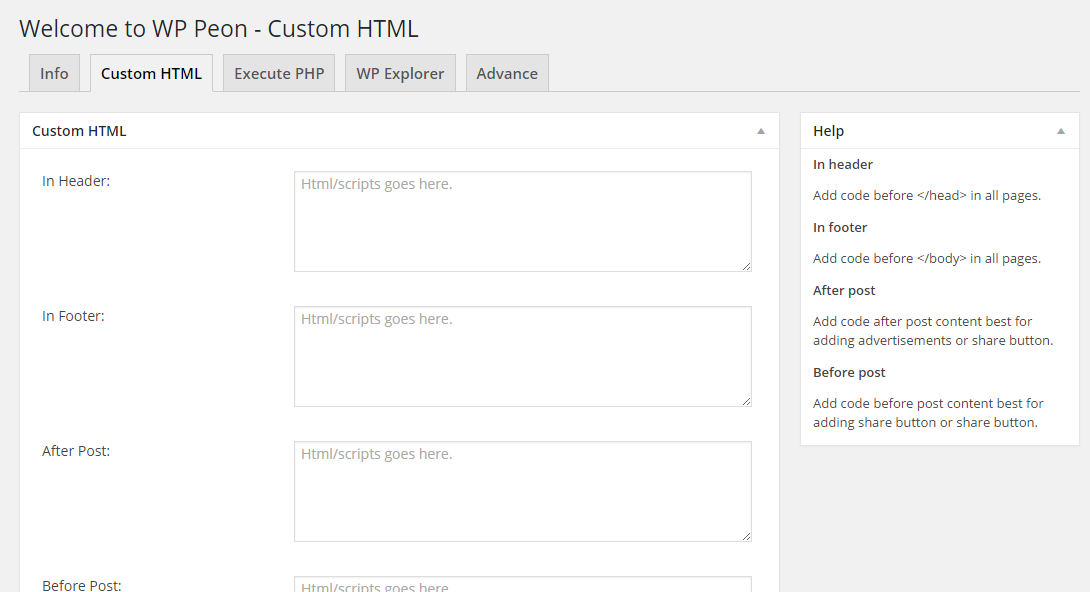 Welcome to WP Peon - Custom HTML
Info
Custom HTML
Execute PHP
WP Explorer
Advance
Custom HTML
In Header:
Html/scripts goes here.
In Footer:
Html/scripts goes here.
After Post:
Html/scripts goes here.
Before Post:
Html/scripts goes here.
Help
In header
Add code before </head> in all pages.
In footer
Add code before </body> in all pages.
After post
Add code after post content best for
adding advertisements or share button.
Before post
Add code before post content best for
adding share button or share button.